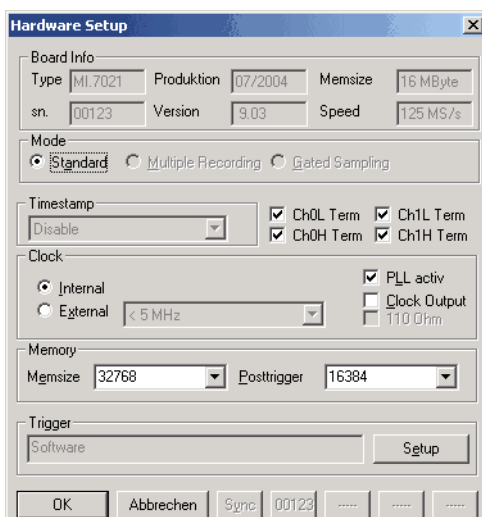 Hardware Setup
Board Info
Type MI.7021 Produktion 07/2004 Memsize 16 MByte
sn. 00123 Version 9.03 Speed 125 MS/s
Mode
Standard Multiple Recording Gated Sampling
Timestamp
Disable
Ch0L Term Ch1L Term
Ch0H Term Ch1H Term
Clock
Internal
External < 5 MHz
PLL activ
Clock Output
110 Ohm
Memory
Memsize 32768 Posttrigger 16384
Trigger
Software Setup
OK Abbrechen Sync 00123 ----- ----- -----